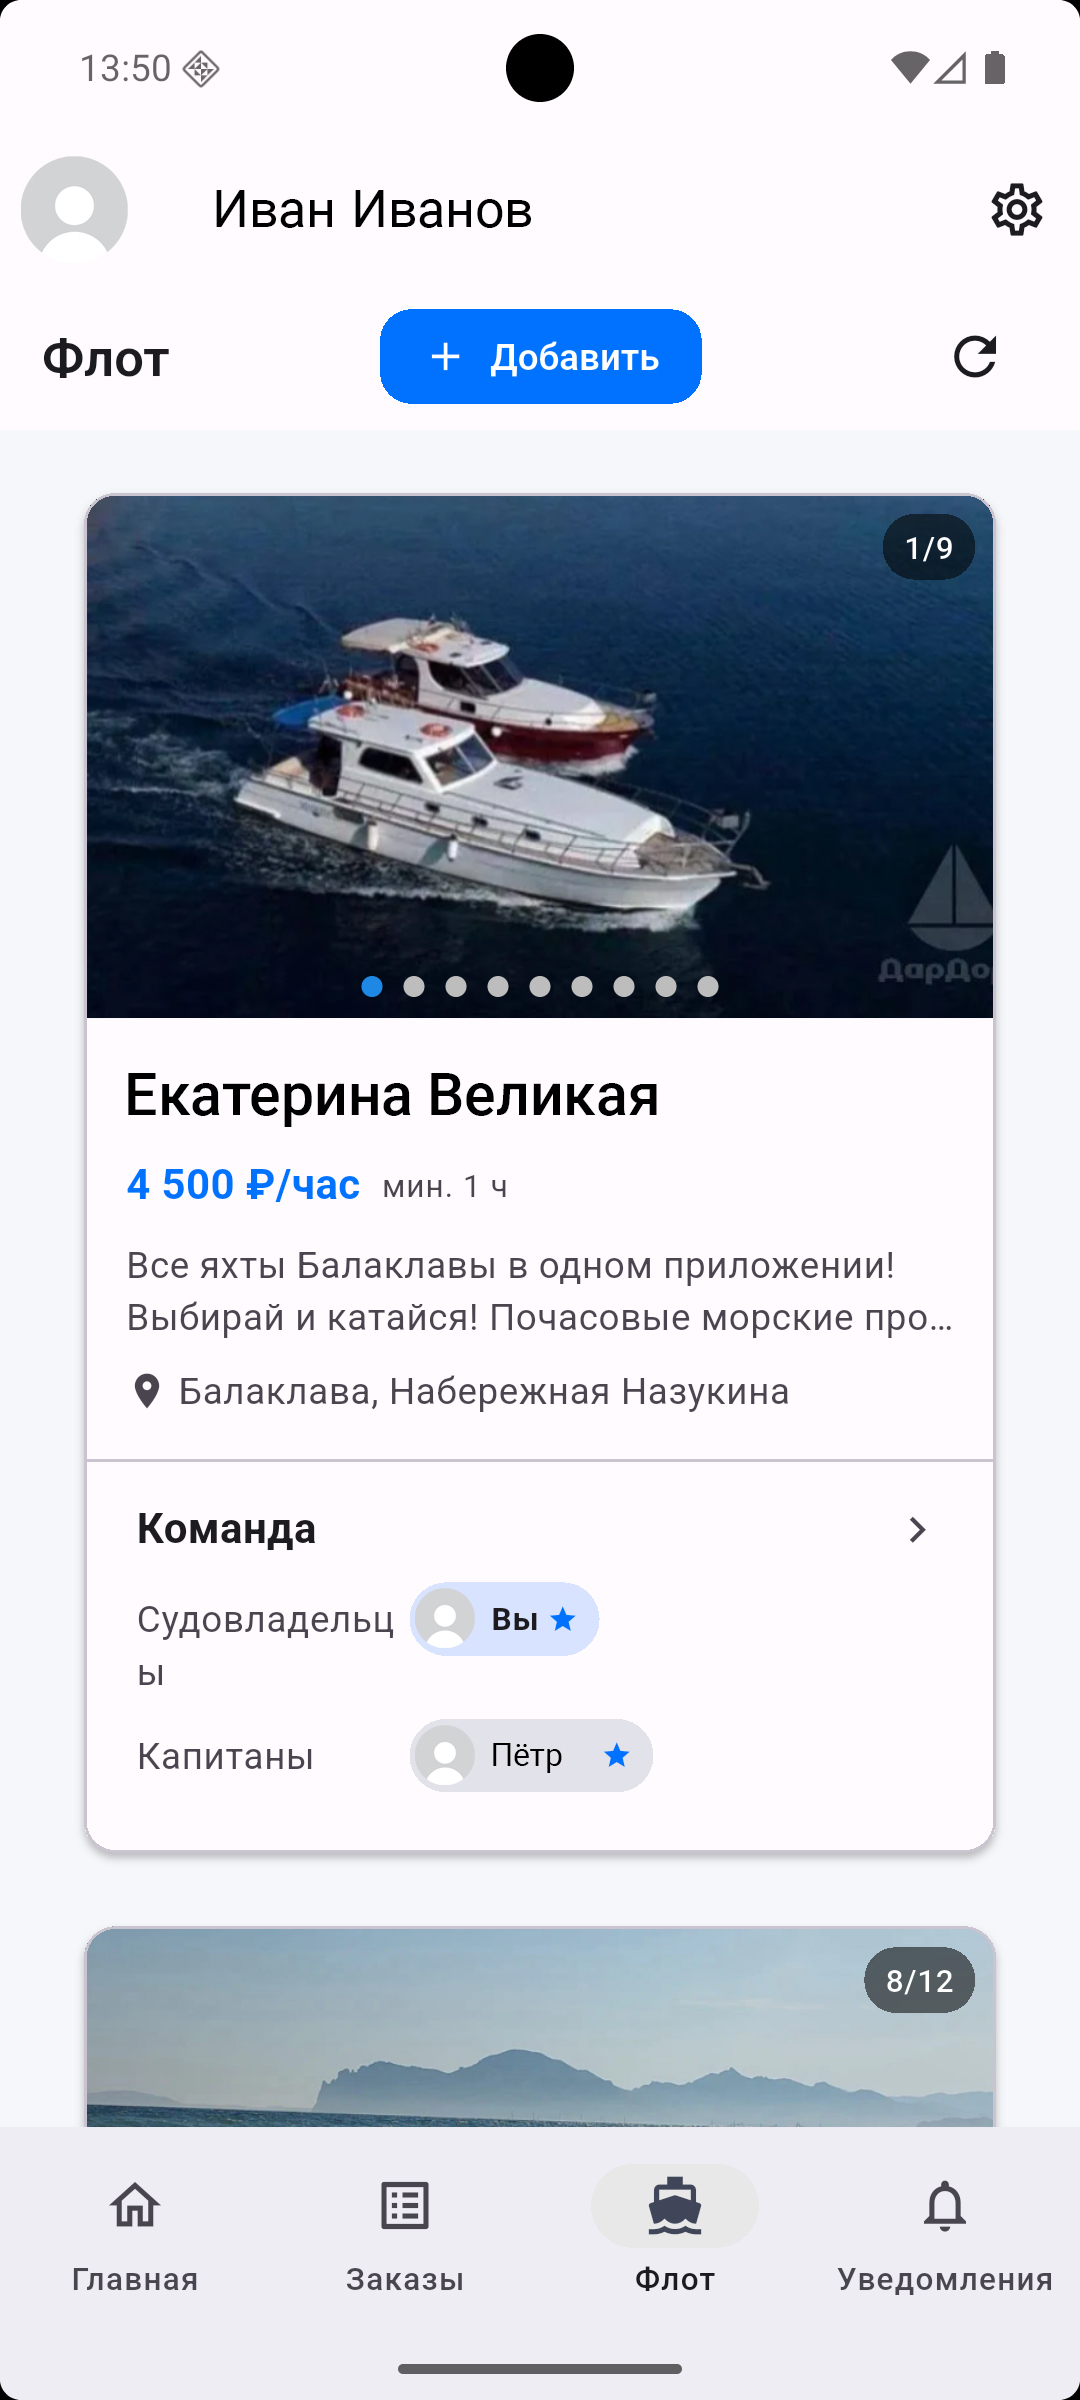 13:50
Иван Иванов
Флот
+ Добавить
1/9
ДарДо
Екатерина Великая
4 500 ₽/час мин. 1 ч
Все яхты Балаклавы в одном приложении!
Выбирай и катайся! Почасовые морские про…
Балаклава, Набережная Назукина
Команда
Судовладельц
ы
Вы
Капитаны
Пётр
8/12
Главная
Заказы
Флот
Уведомления